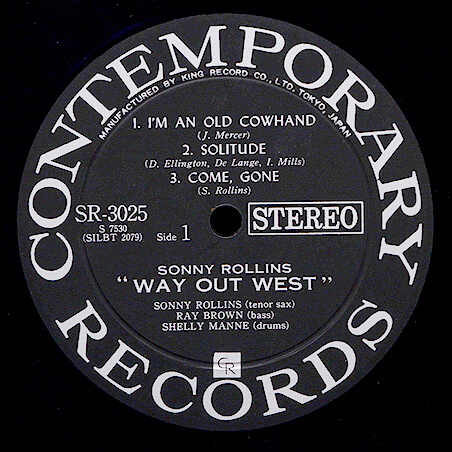 CONTEMPORARY RECORDS
MANUFACTURED BY KING RECORD CO., LTD, TOKYO, JAPAN
1. I'M AN OLD COWHAND
(J. Mercer)
2. SOLITUDE
(D. Ellington, De Lange, I. Mills)
3. COME, GONE
(S. Rollins)
SR-3025
S 7530
(SILBT 2079)
Side 1
STEREO
SONNY ROLLINS
"WAY OUT WEST"
SONNY ROLLINS (tenor sax)
RAY BROWN (bass)
SHELLY MANNE (drums)
CR